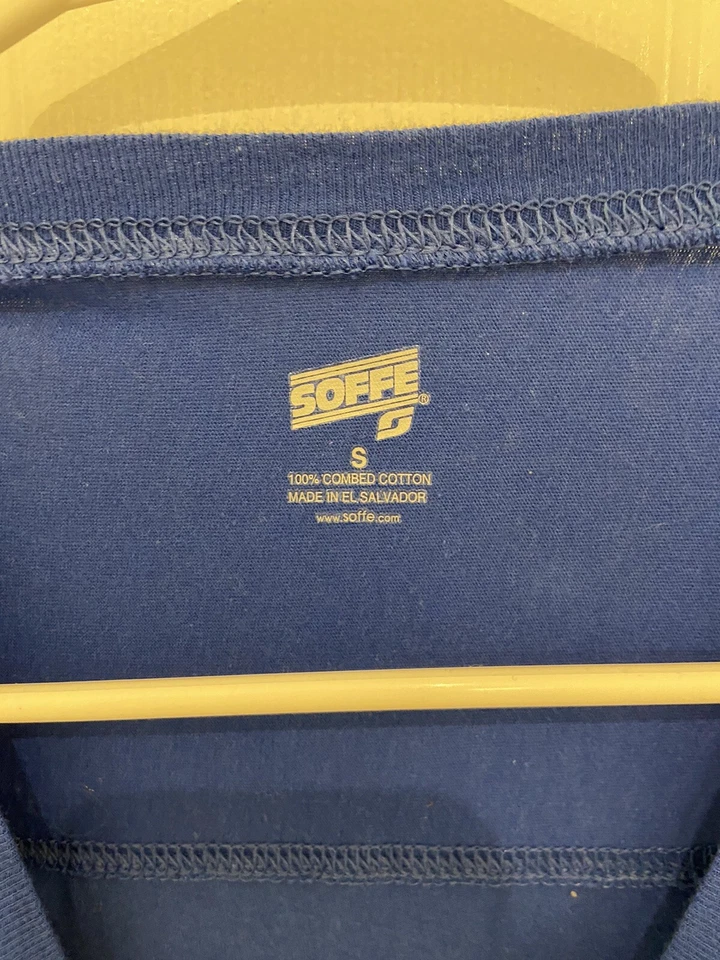 SOFFE®
S
100% COMBED COTTON
MADE IN EL SALVADOR
www.soffe.com